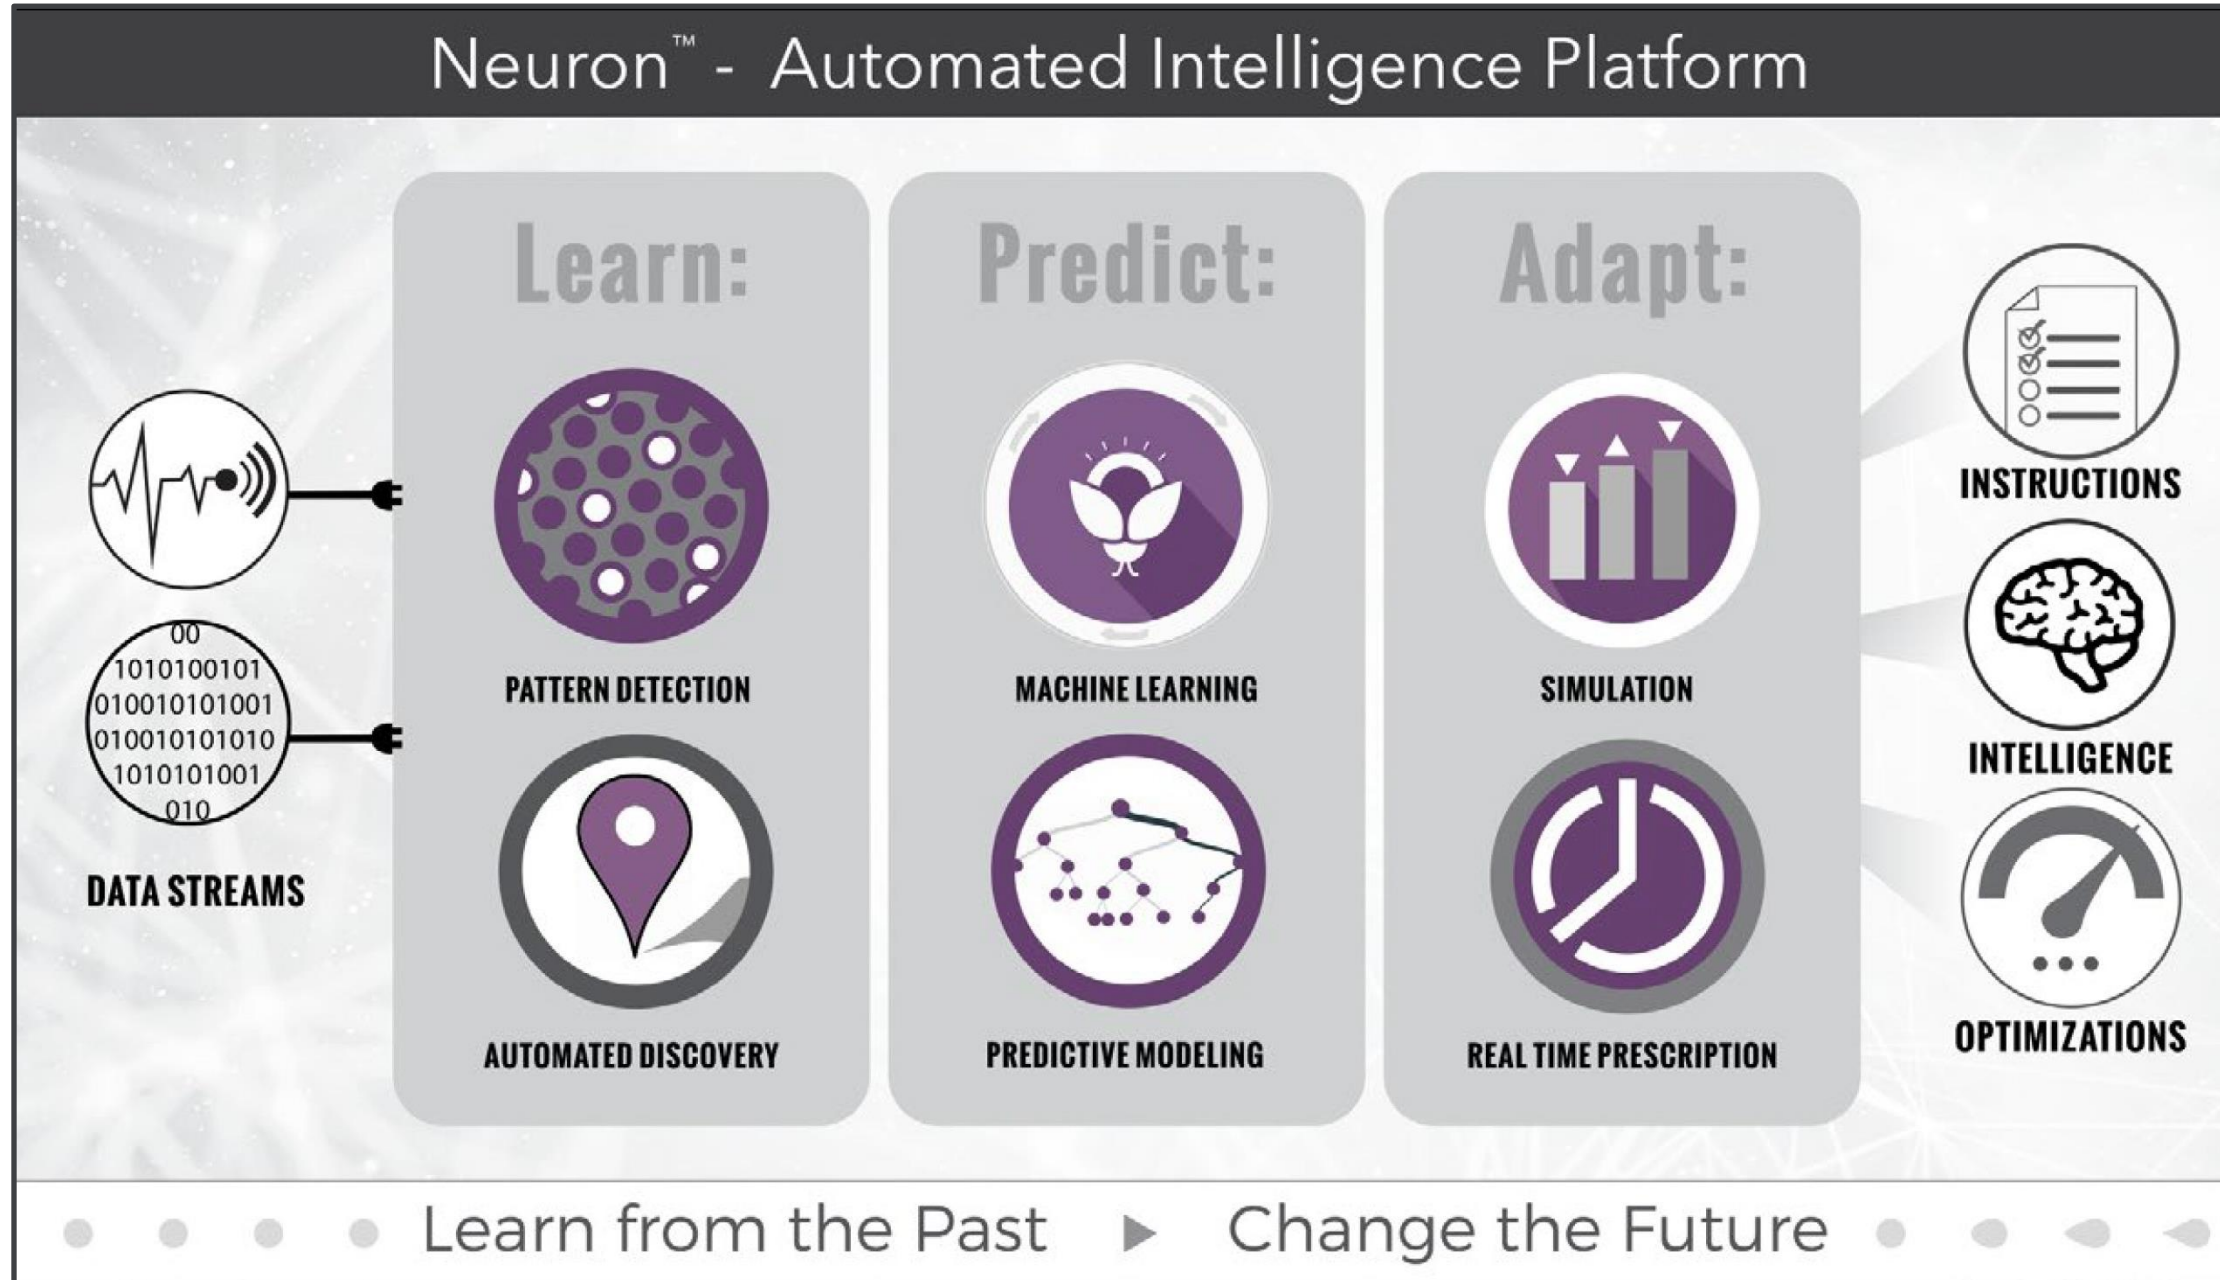 Neuron™ - Automated Intelligence Platform
Learn:
PATTERN DETECTION
AUTOMATED DISCOVERY
Predict:
MACHINE LEARNING
PREDICTIVE MODELING
Adapt:
SIMULATION
REAL TIME PRESCRIPTION
00
1010100101
010010101001
010010101010
1010101001
010
DATA STREAMS
INSTRUCTIONS
INTELLIGENCE
OPTIMIZATIONS
Learn from the Past ▶ Change the Future